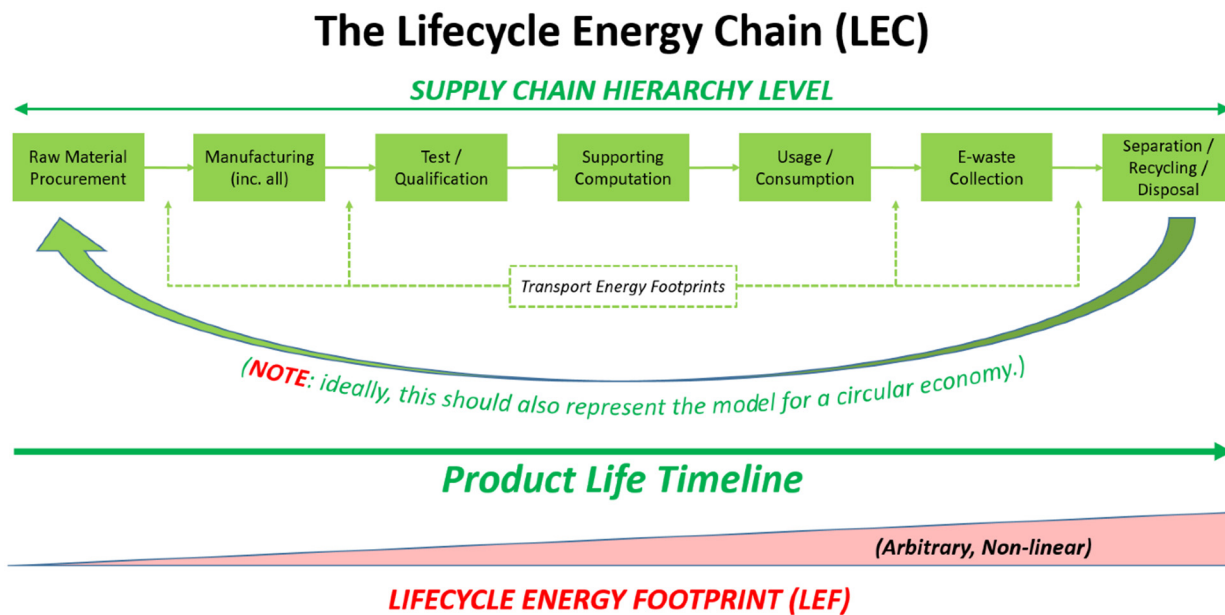 The Lifecycle Energy Chain (LEC)
SUPPLY CHAIN HIERARCHY LEVEL
Raw Material
Procurement
Manufacturing
(inc. all)
Test /
Qualification
Supporting
Computation
Usage /
Consumption
E-waste
Collection
Separation /
Recycling /
Disposal
Transport Energy Footprints
(NOTE: ideally, this should also represent the model for a circular economy.)
Product Life Timeline
(Arbitrary, Non-linear)
LIFECYCLE ENERGY FOOTPRINT (LEF)